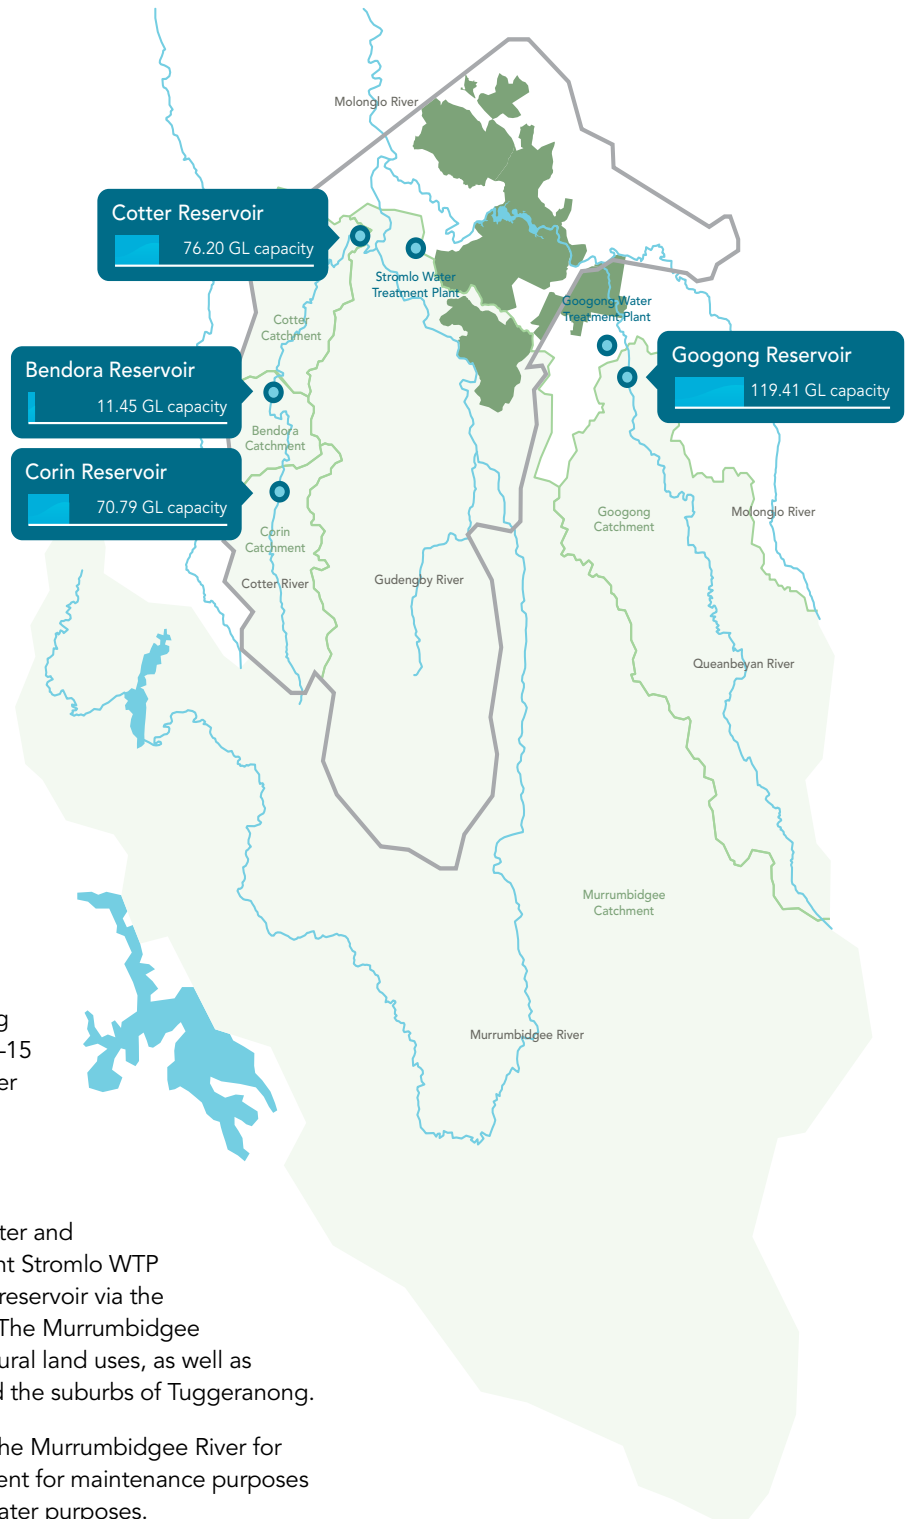 Molonglo River
Cotter Reservoir
76.20 GL capacity
Stromlo Water
Treatment Plant
Googong Water
Treatment Plant
Cotter
Catchment
Googong Reservoir
119.41 GL capacity
Bendora Reservoir
11.45 GL capacity
Bendora
Catchment
Corin Reservoir
70.79 GL capacity
Googong
Catchment
Molonglo River
Corin
Catchment
Cotter River
Gudengby River
Queanbeyan River
Murrumbidgee
Catchment
Murrumbidgee River
g
–15
er
ter and
nt Stromlo WTP
reservoir via the
The Murrumbidgee
ural land uses, as well as
d the suburbs of Tuggeranong.
he Murrumbidgee River for
ent for maintenance purposes
ater purposes.